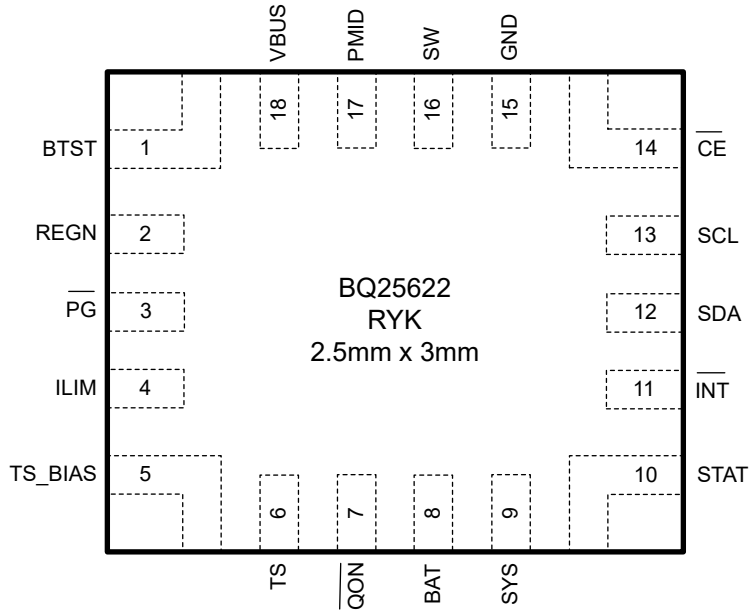 VBUS
PMID
SW
GND
18
17
16
15
BTST
1
14
CE
REGN
2
13
SCL
PG
3
12
SDA
BQ25622
RYK
2.5mm x 3mm
ILIM
4
11
INT
TS_BIAS
5
10
STAT
6
7
8
9
TS
QON
BAT
SYS